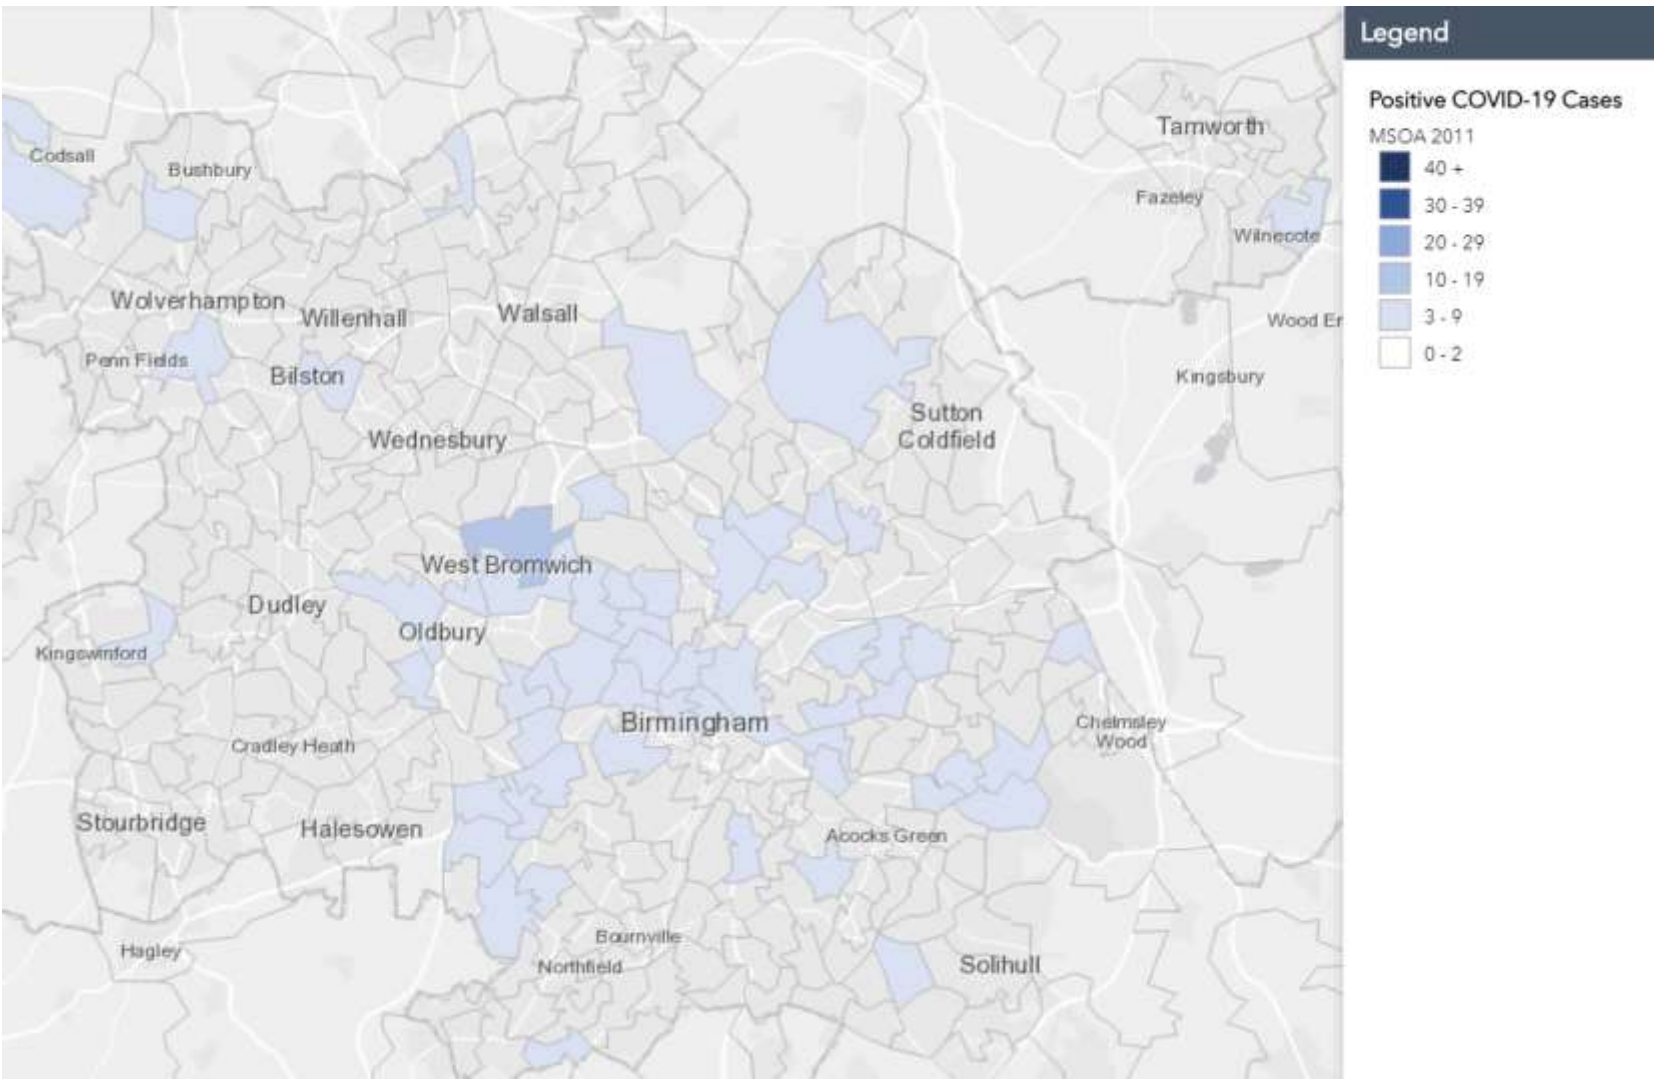 Legend
Positive COVID-19 Cases
MSOA 2011
40 +
30 - 39
20 - 29
10 - 19
3 - 9
0 - 2
Tamworth
Codsall
Bushbury
Fazeley
Wilnecote
Wolverhampton
Willenhall
Walsall
Wood Er
Penn Fields
Bilston
Kingsbury
Sutton
Coldfield
Wednesbury
West Bromwich
Dudley
Oldbury
Kingswinford
Birmingham
Chelmsley
Wood
Cradley Heath
Stourbridge
Halesowen
Acocks Green
Hagley
Bournville
Northfield
Solihull